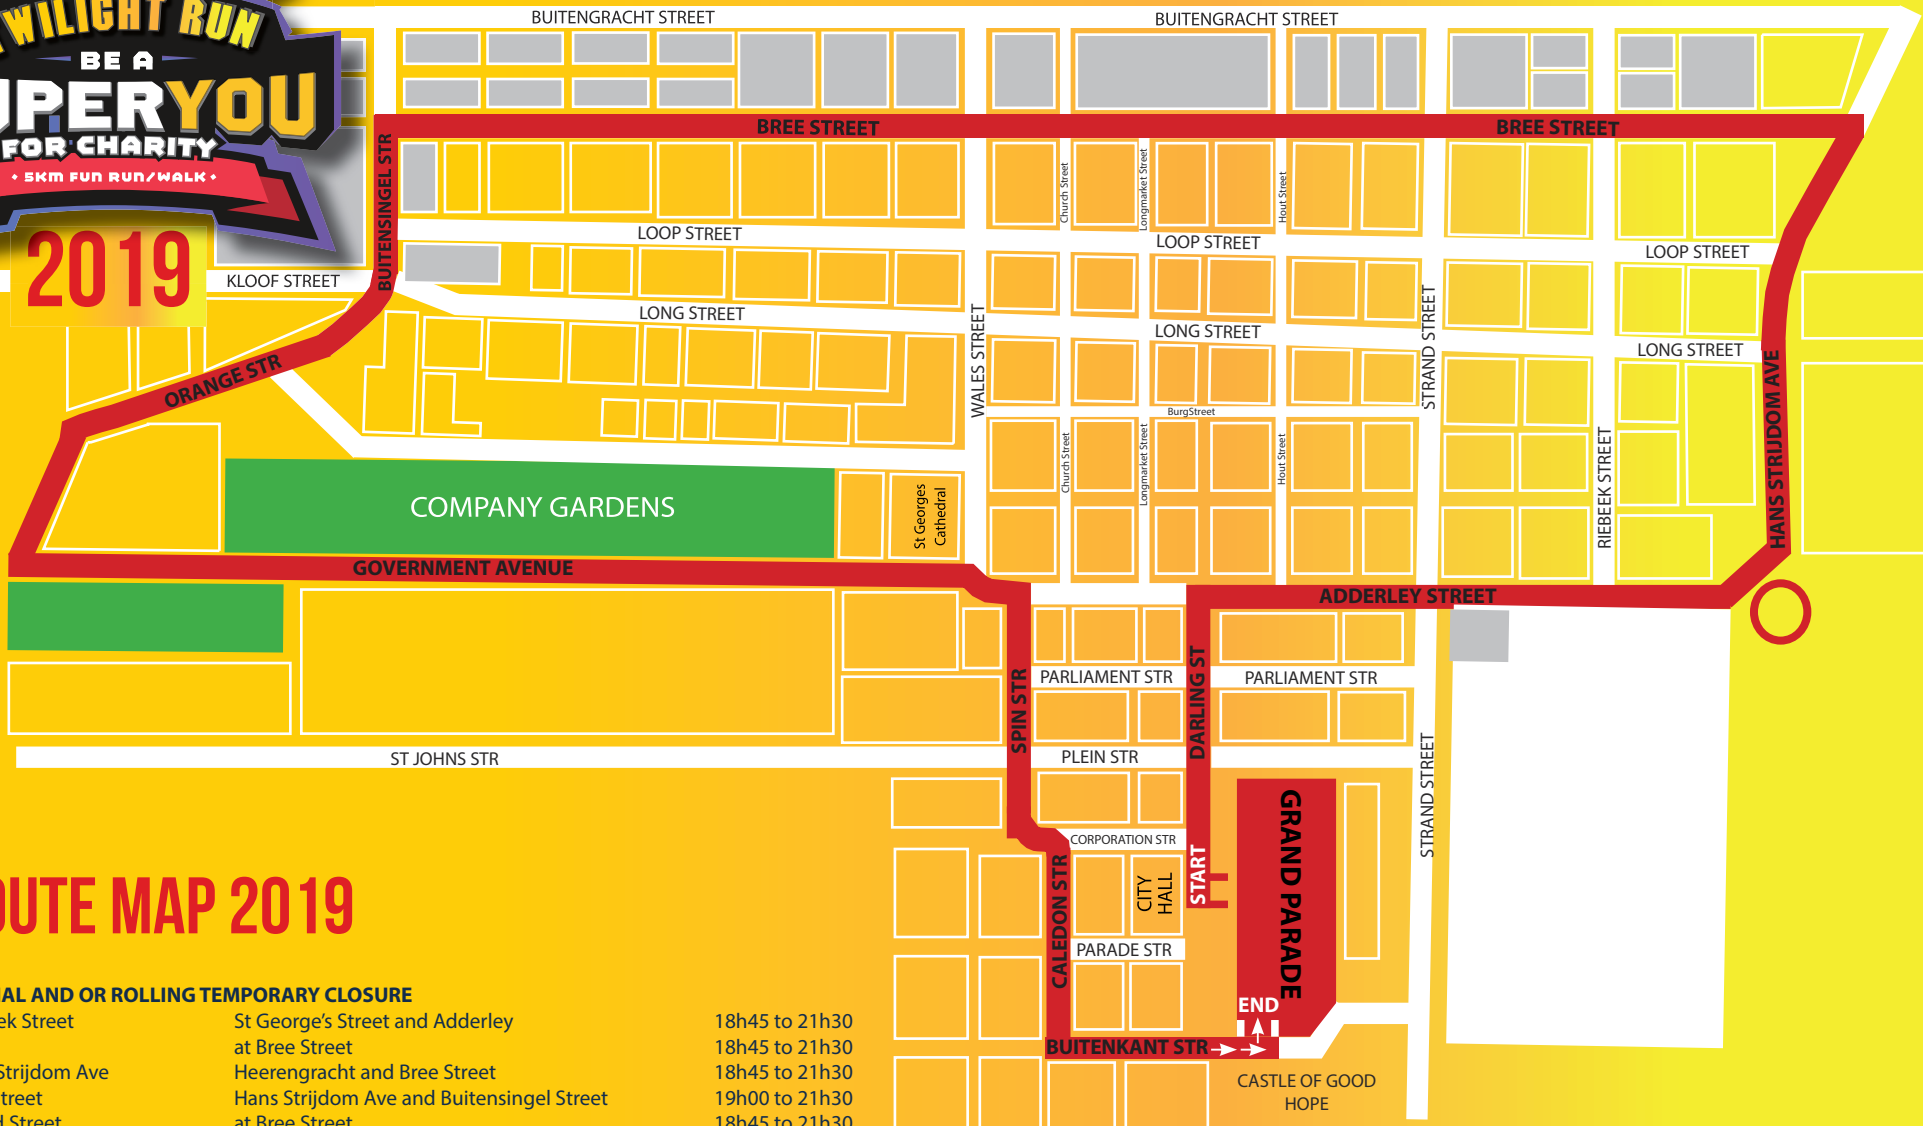 WILIGHT RUN
BE A
UPERYOU
FOR CHARITY
• 5KM FUN RUN/WALK •
2019
BUITENGRACHT STREET
BUITENGRACHT STREET
BREE STREET
BREE STREET
BUITENSINGEL STR
Church Street
Longmarket Street
Hout Street
LOOP STREET
LOOP STREET
LOOP STREET
KLOOF STREET
LONG STREET
LONG STREET
LONG STREET
WALES STREET
STRAND STREET
HANS STRIJDOM AVE
ORANGE STR
BurgStreet
Church Street
Longmarket Street
Hout Street
RIEBEEK STREET
COMPANY GARDENS
St Georges
Cathedral
GOVERNMENT AVENUE
ADDERLEY STREET
SPIN STR
PARLIAMENT STR
DARLING ST
PARLIAMENT STR
ST JOHNS STR
PLEIN STR
STRAND STREET
CORPORATION STR
GRAND PARADE
CALEDON STR
CITY
HALL
START
PARADE STR
END
BUITENKANT STR
CASTLE OF GOOD
HOPE
OUTE MAP 2019
IAL AND OR ROLLING TEMPORARY CLOSURE
ek Street St George's Street and Adderley 18h45 to 21h30
at Bree Street 18h45 to 21h30
Strijdom Ave Heerengracht and Bree Street 18h45 to 21h30
treet Hans Strijdom Ave and Buitensingel Street 19h00 to 21h30
d Street at Bree Street 18h45 to 21h30